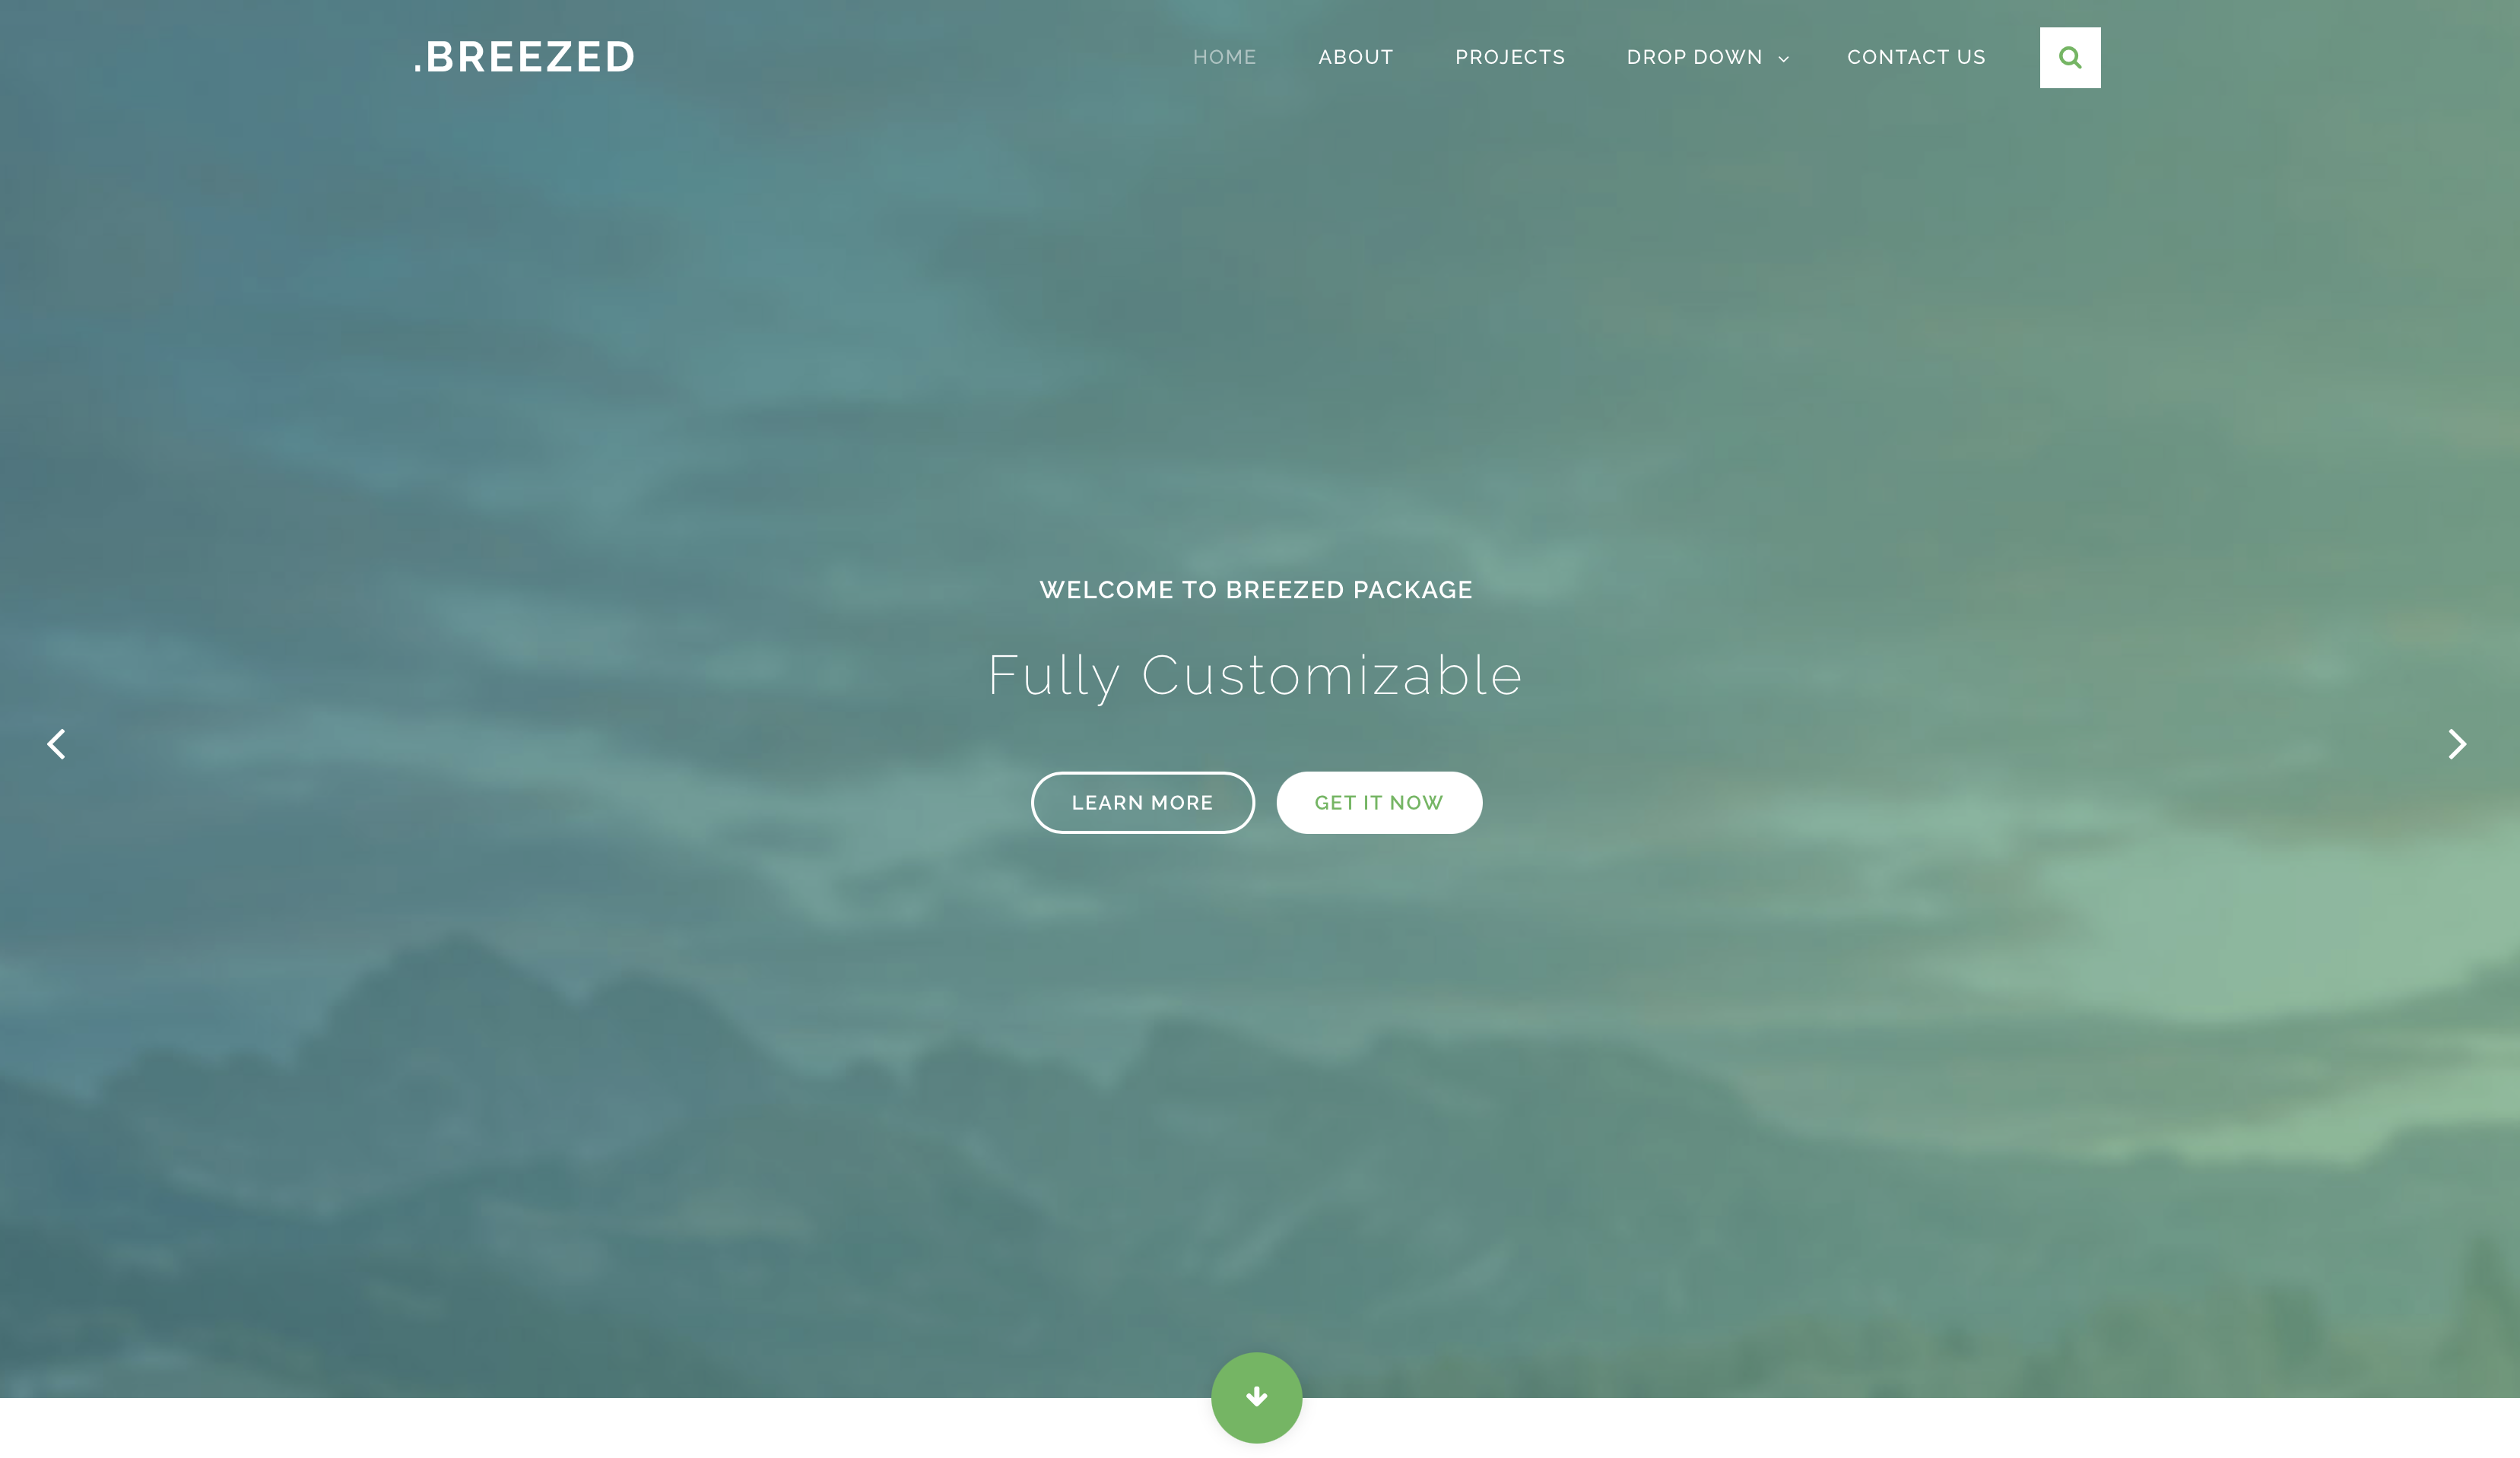 .BREEZED
HOME ABOUT PROJECTS DROP DOWN CONTACT US
WELCOME TO BREEZED PACKAGE
Fully Customizable
LEARN MORE GET IT NOW